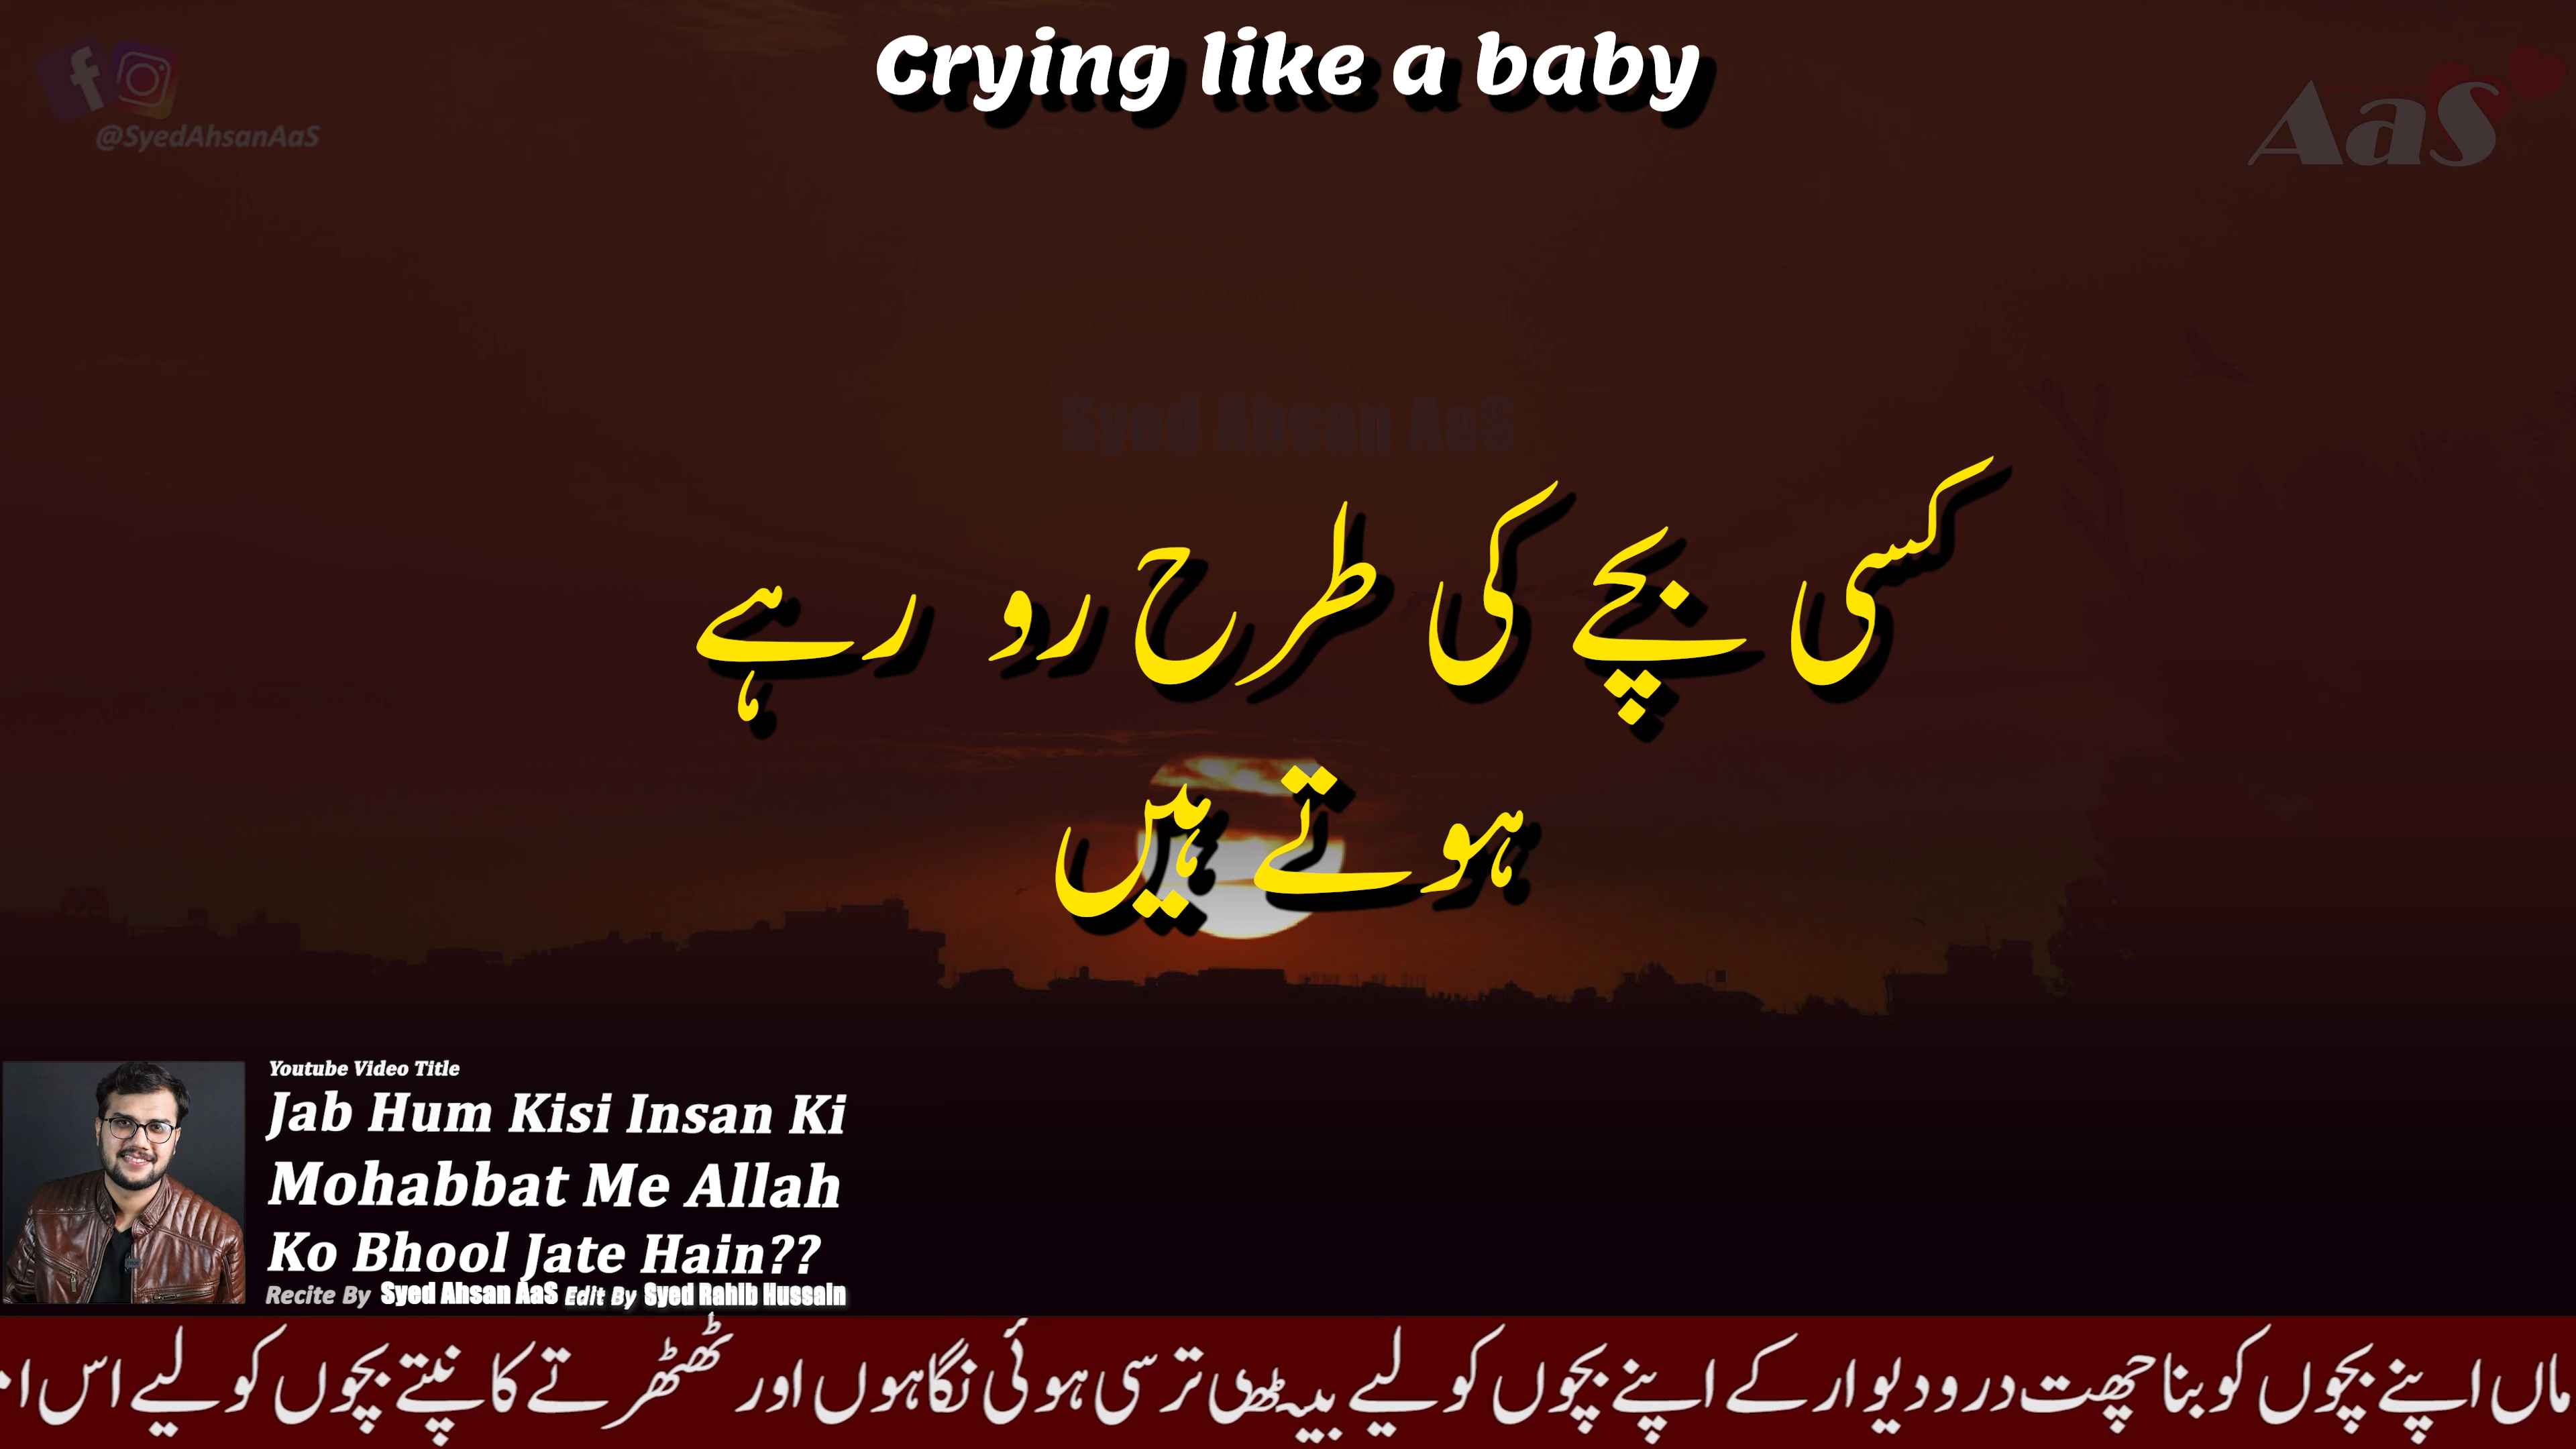 Crying like a baby
@SyedAhsanAaS
AaS
Syed Ahsan AaS
کسی بچے کی طرح رو رہے
ہوتے ہیں
Youtube Video Title
Jab Hum Kisi Insan Ki
Mohabbat Me Allah
Ko Bhool Jate Hain??
Recite By Syed Ahsan AaS Edit By Syed Rahib Hussain
ماں اپنے بچوں کو بنا چھت در و دیوار کے اپنے بچوں کو لیے بیٹھی ترسی ہوئی نگاہوں اور ٹھٹھرتے کانپتے بچوں کو لیے اس